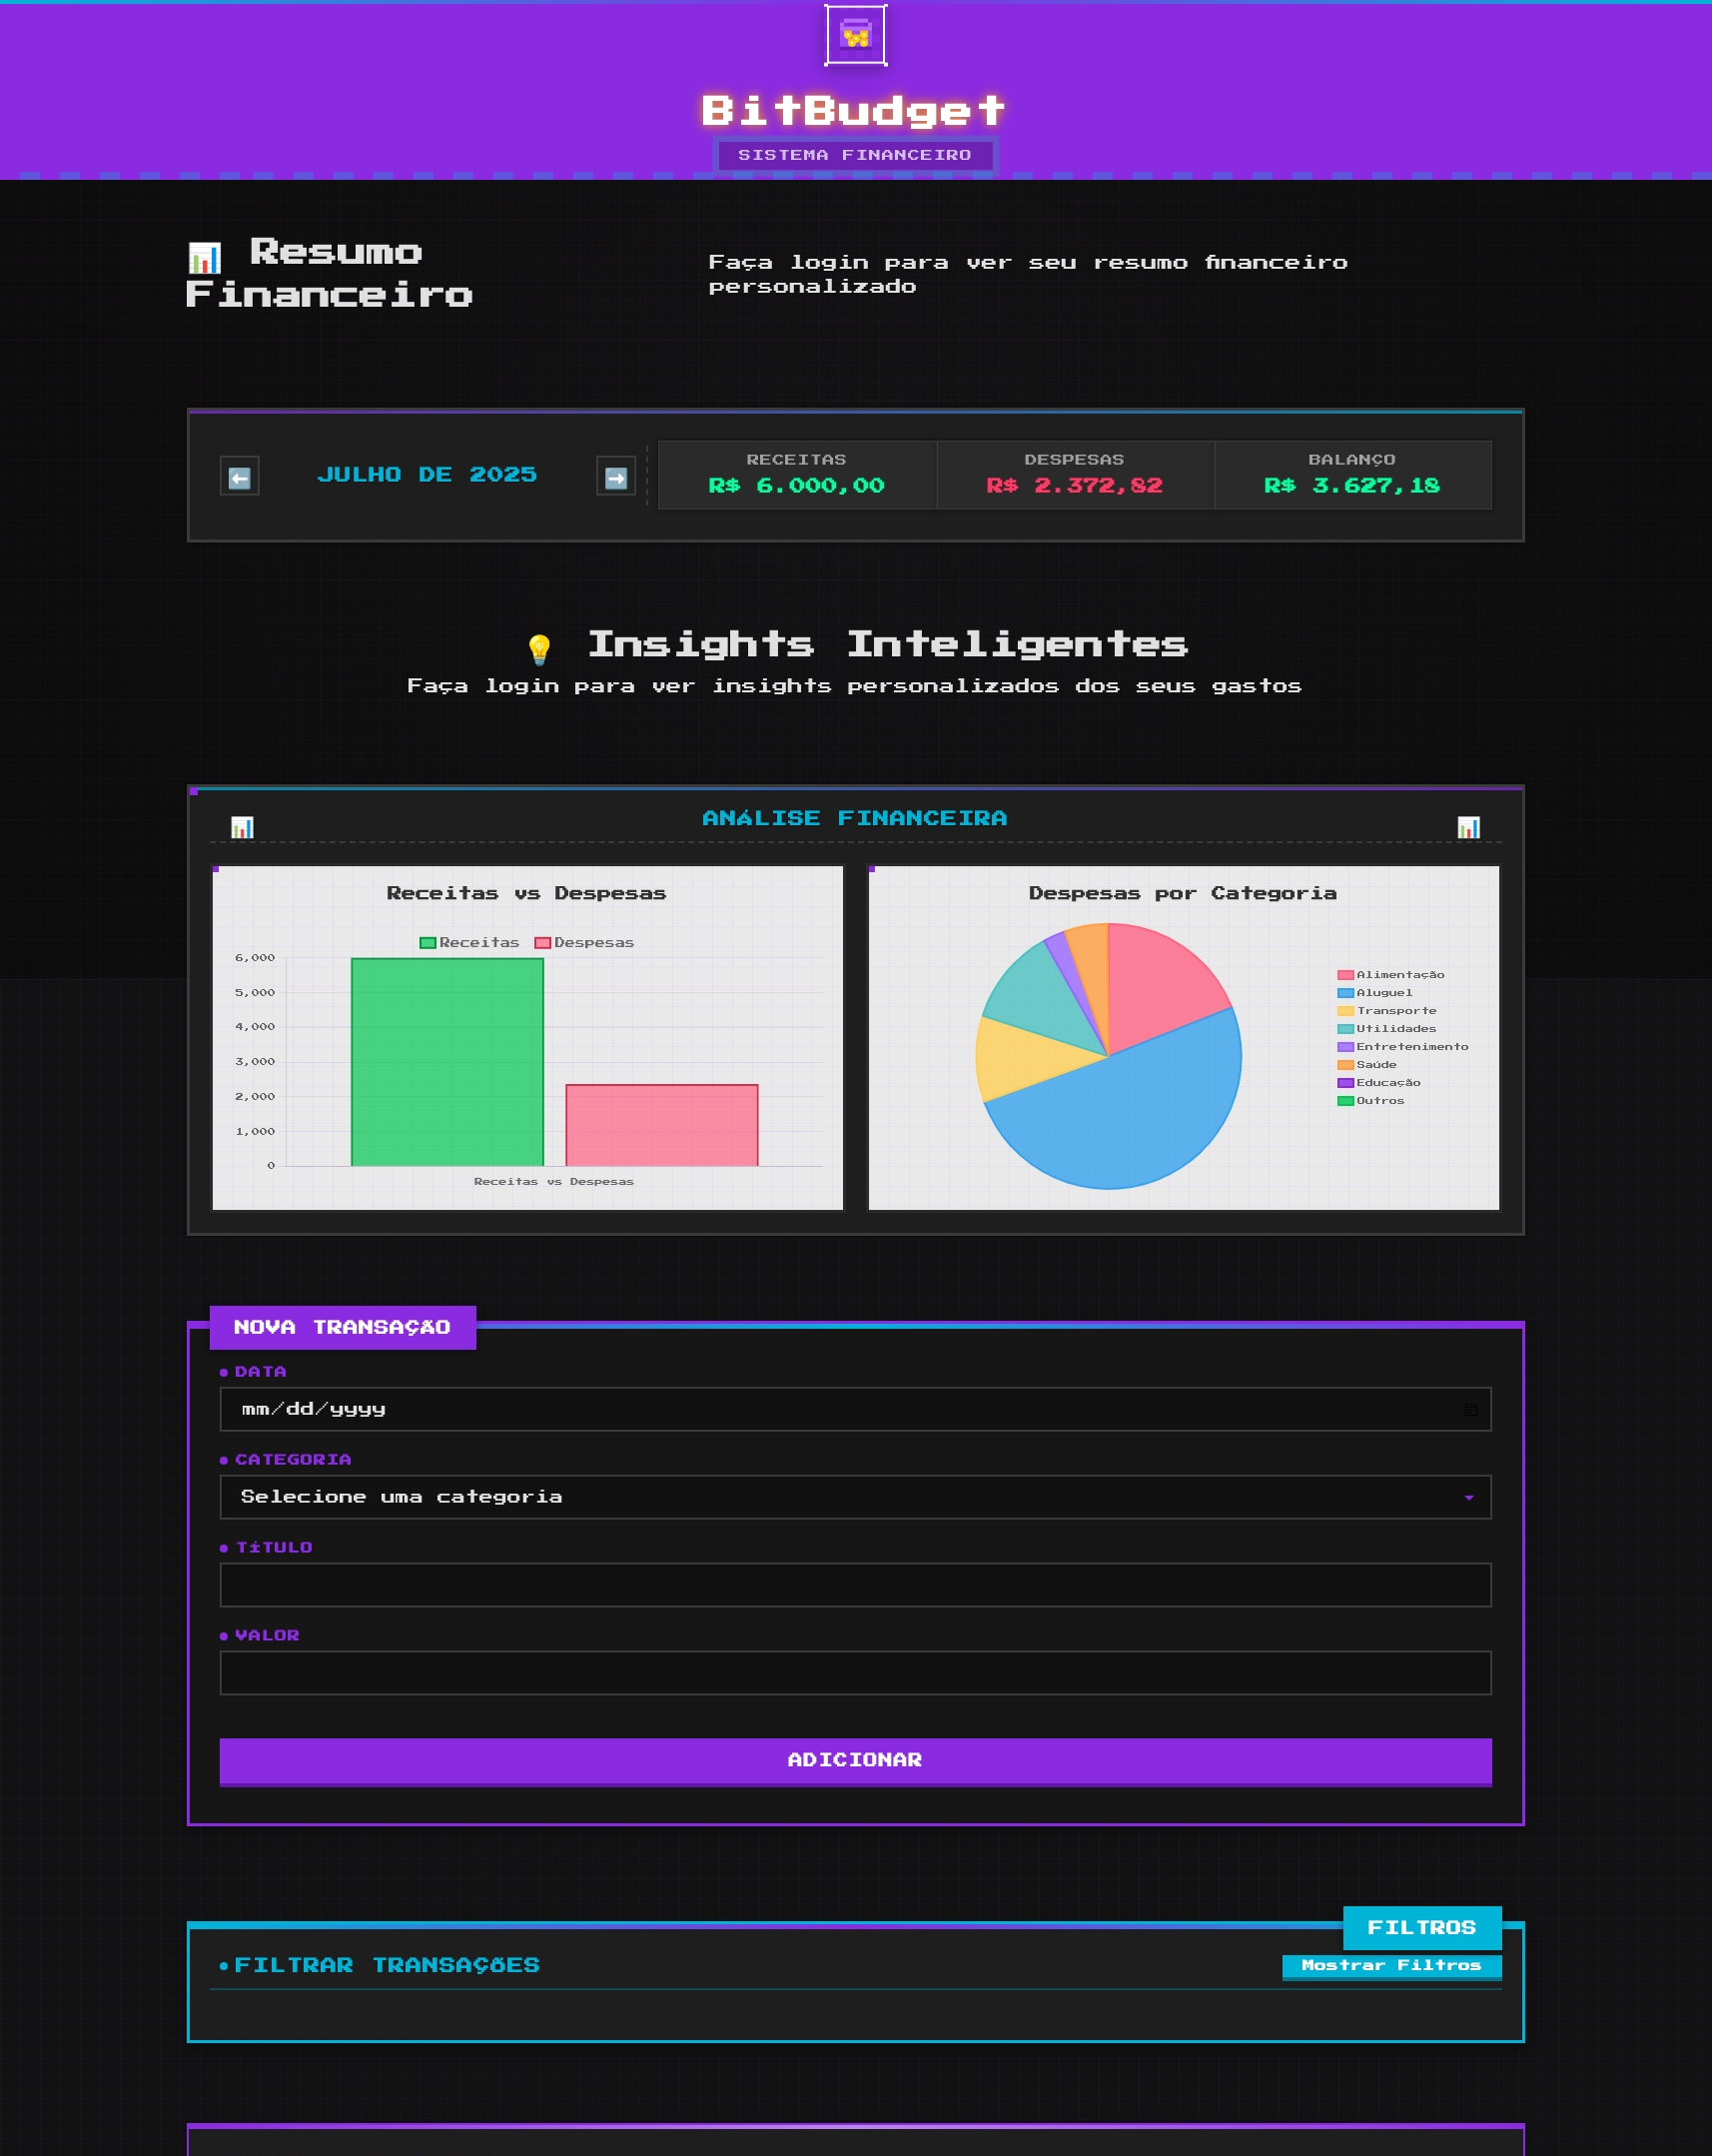 BitBudget
SISTEMA FINANCEIRO
Resumo
Financeiro
Faça login para ver seu resumo financeiro
personalizado
JULHO DE 2025
RECEITAS
R$ 6.000,00
DESPESAS
R$ 2.372,82
BALANÇO
R$ 3.627,18
Insights Inteligentes
Faça login para ver insights personalizados dos seus gastos
ANÁLISE FINANCEIRA
Receitas vs Despesas
Receitas
Despesas
6,000
5,000
4,000
3,000
2,000
1,000
0
Receitas vs Despesas
Despesas por Categoria
Alimentação
Aluguel
Transporte
Utilidades
Entretenimento
Saúde
Educação
Outros
NOVA TRANSAÇÃO
DATA
mm/dd/yyyy
CATEGORIA
Selecione uma categoria
TÍTULO
VALOR
ADICIONAR
FILTROS
FILTRAR TRANSAÇÕES
Mostrar Filtros